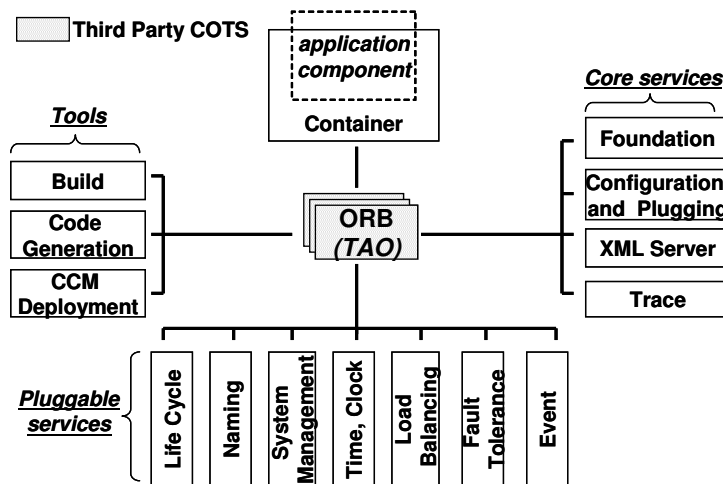 Third Party COTS
application
component
Container
Core services
Foundation
Configuration
and Plugging
XML Server
Trace
Tools
Build
Code
Generation
CCM
Deployment
ORB
(TAO)
Pluggable
services
Life Cycle
Naming
System
Management
Time, Clock
Load
Balancing
Fault
Tolerance
Event